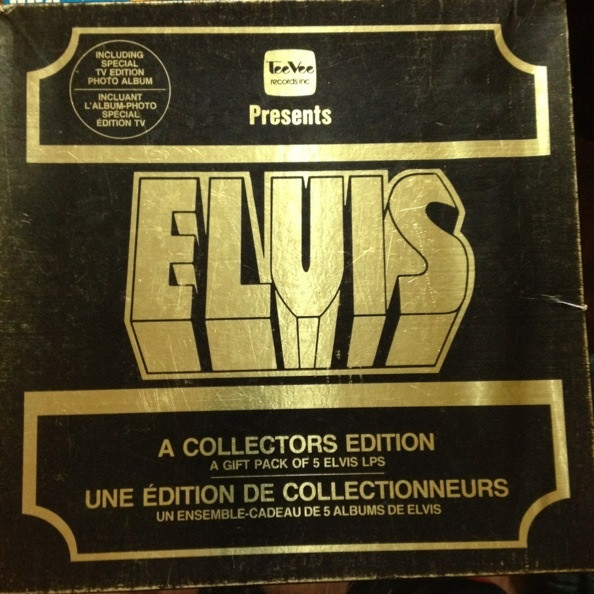 INCLUDING
SPECIAL
TV EDITION
PHOTO ALBUM
INCLUANT
L'ALBUM-PHOTO
SPÉCIAL
ÉDITION TV
TeeVee
records inc
Presents
ELVIS
A COLLECTORS EDITION
A GIFT PACK OF 5 ELVIS LPS
UNE ÉDITION DE COLLECTIONNEURS
UN ENSEMBLE-CADEAU DE 5 ALBUMS DE ELVIS